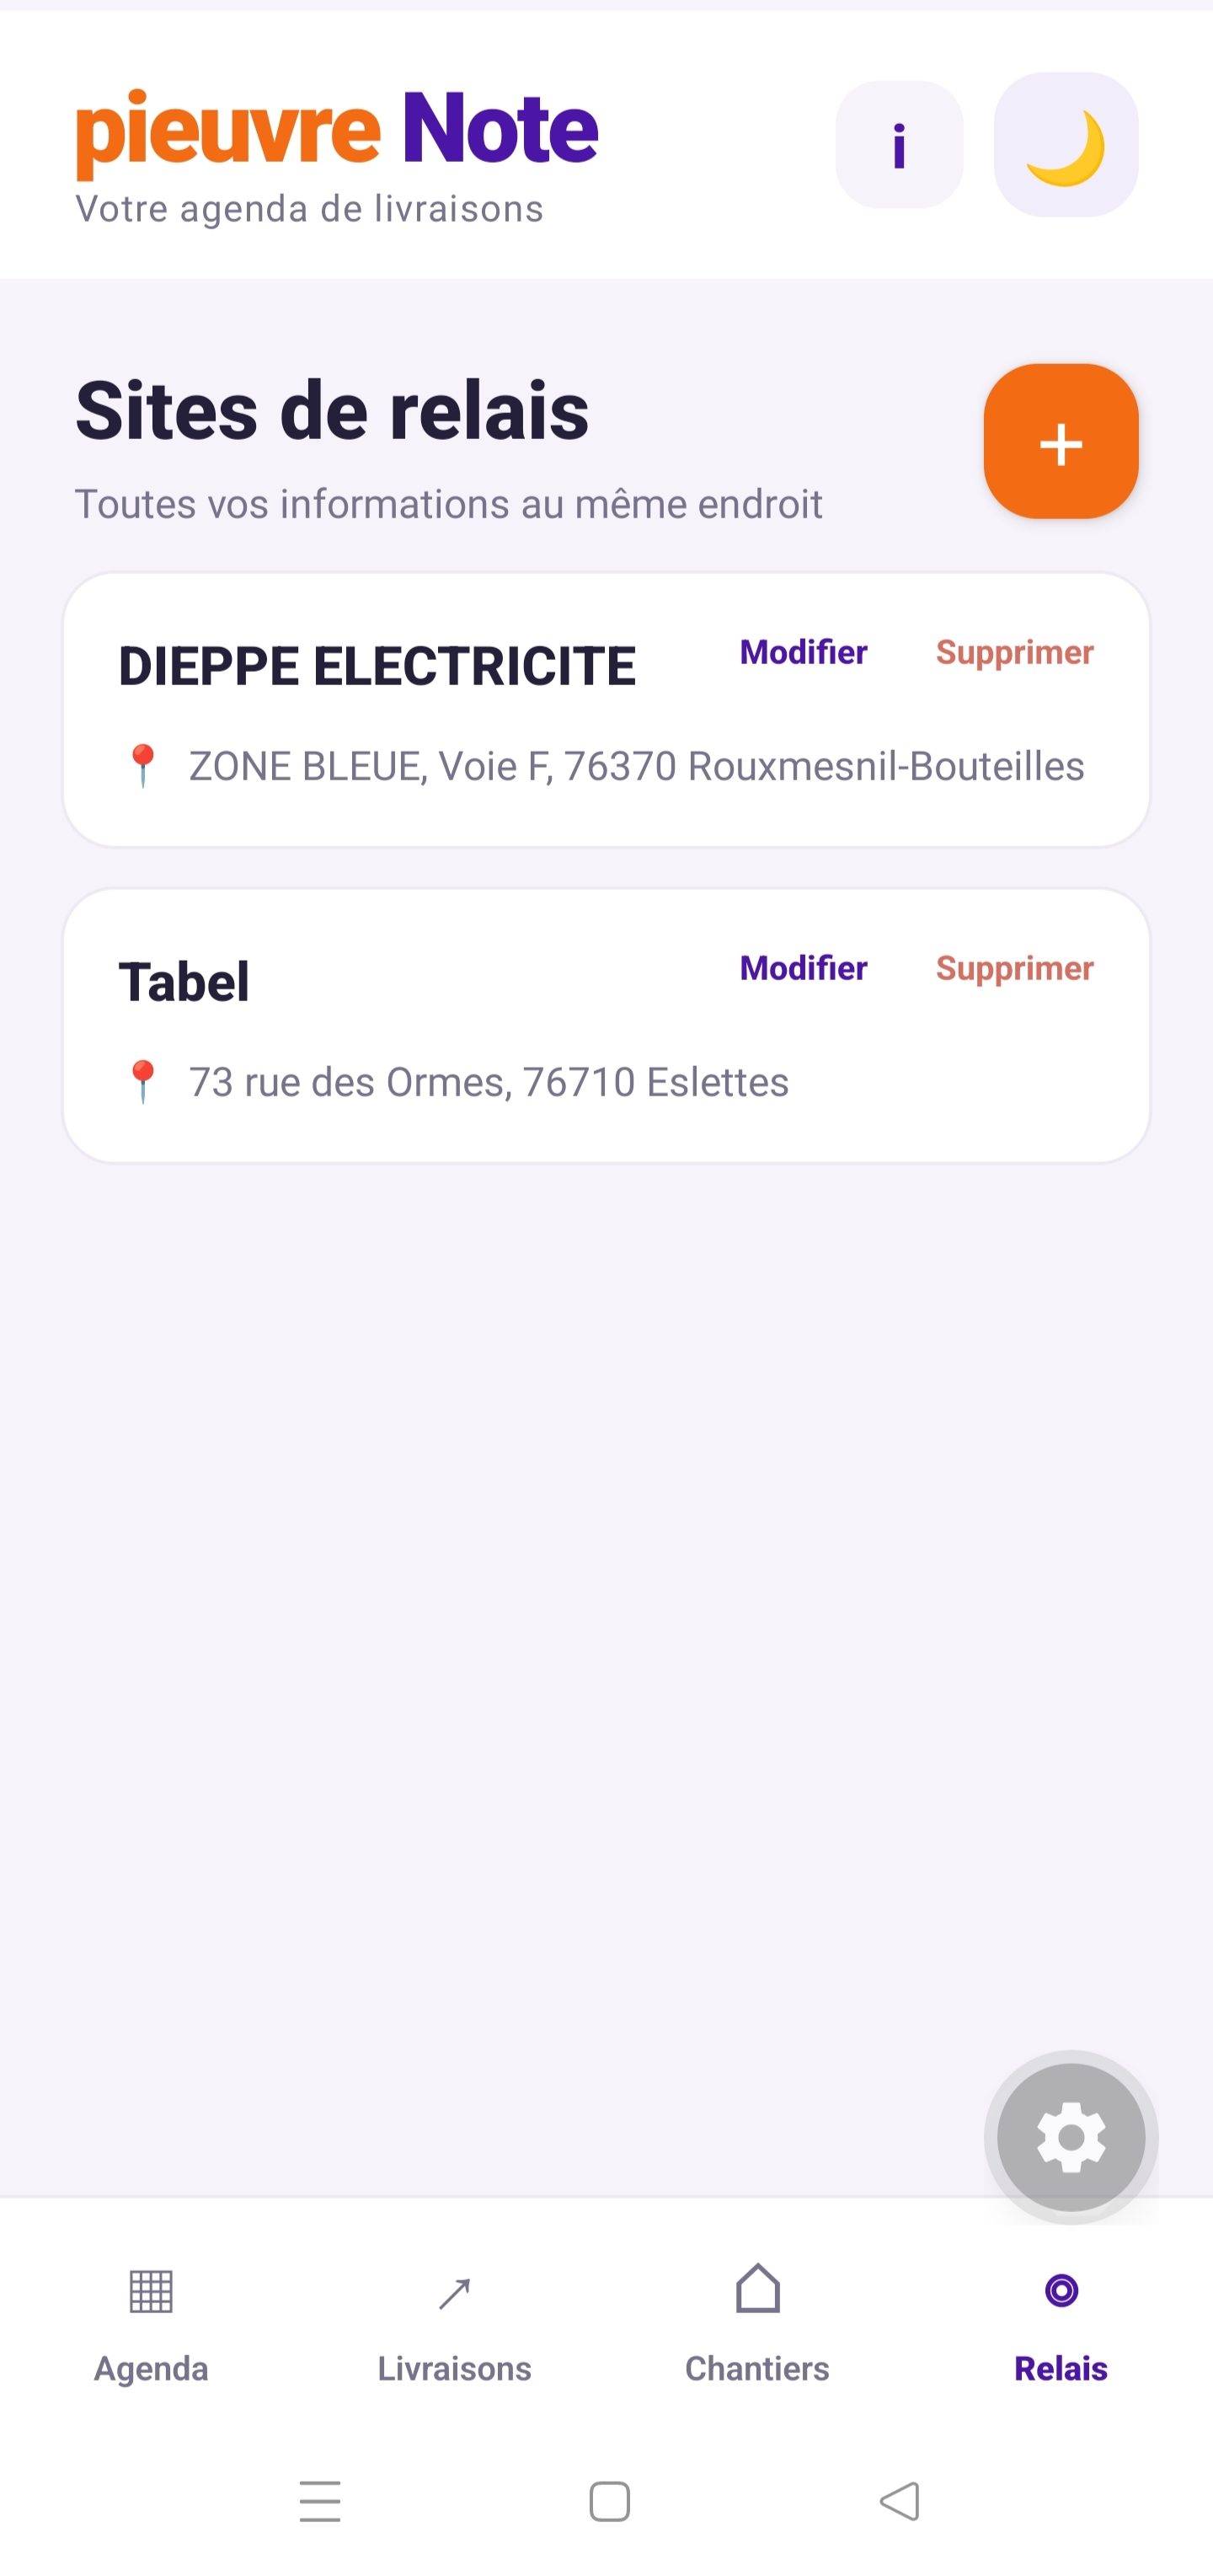 pieuvre Note
Votre agenda de livraisons
i
Sites de relais
Toutes vos informations au même endroit
+
DIEPPE ELECTRICITE
Modifier
Supprimer
ZONE BLEUE, Voie F, 76370 Rouxmesnil-Bouteilles
Tabel
Modifier
Supprimer
73 rue des Ormes, 76710 Eslettes
Agenda
Livraisons
Chantiers
Relais